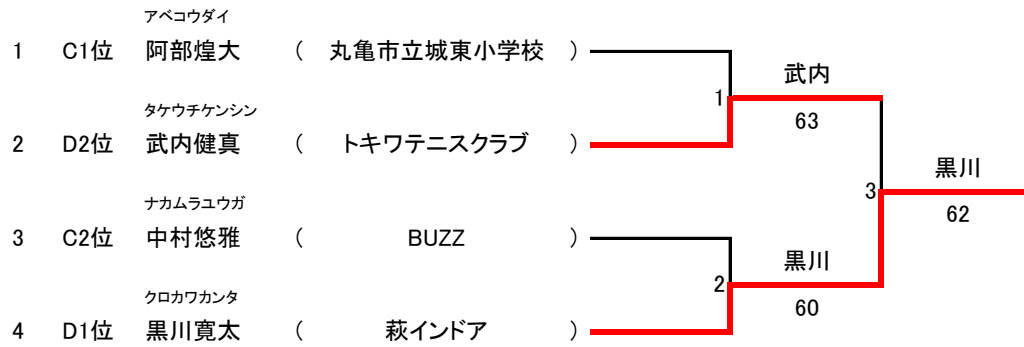 アベコウダイ
1 C1位 阿部煌大 ( 丸亀市立城東小学校 )
武内
1
タケウチケンシン
63
2 D2位 武内健真 ( トキワテニスクラブ )
黒川
3
ナカムラユウガ
62
3 C2位 中村悠雅 ( BUZZ )
黒川
2
クロカワカンタ
60
4 D1位 黒川寛太 ( 萩インドア )